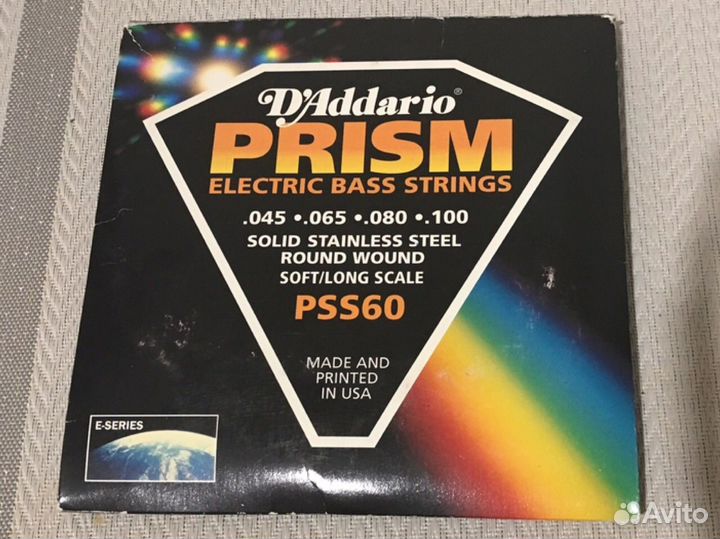 D'Addario®
PRISM
ELECTRIC BASS STRINGS
.045 •.065 •.080 •.100
SOLID STAINLESS STEEL
ROUND WOUND
SOFT/LONG SCALE
PSS60
MADE AND
PRINTED
IN USA
E-SERIES
Avito